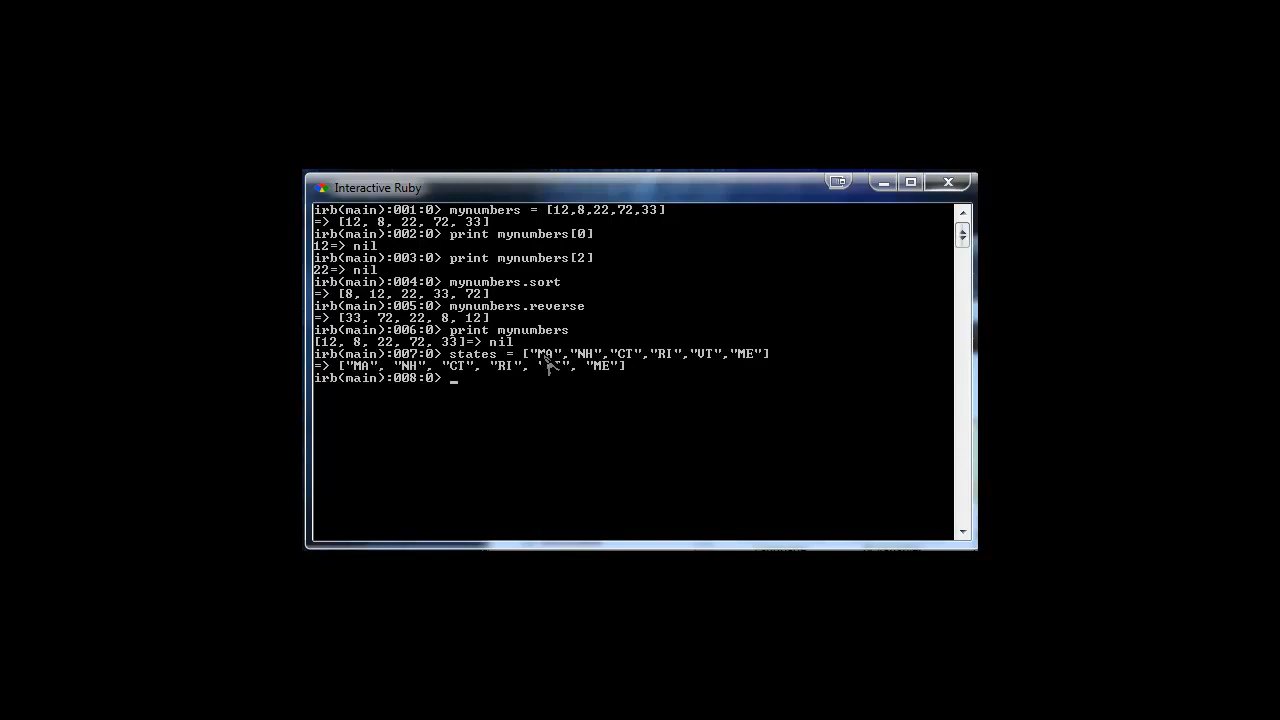 Interactive Ruby
irb(main):001:0> mynumbers = [12,8,22,72,33]
=> [12, 8, 22, 72, 33]
irb(main):002:0> print mynumbers[0]
12=> nil
irb(main):003:0> print mynumbers[2]
22=> nil
irb(main):004:0> mynumbers.sort
=> [8, 12, 22, 33, 72]
irb(main):005:0> mynumbers.reverse
=> [33, 72, 22, 8, 12]
irb(main):006:0> print mynumbers
[12, 8, 22, 72, 33]=> nil
irb(main):007:0> states = ["MA","NH","CT","RI","VT","ME"]
=> ["MA", "NH", "CT", "RI", "ME"]
irb(main):008:0> _